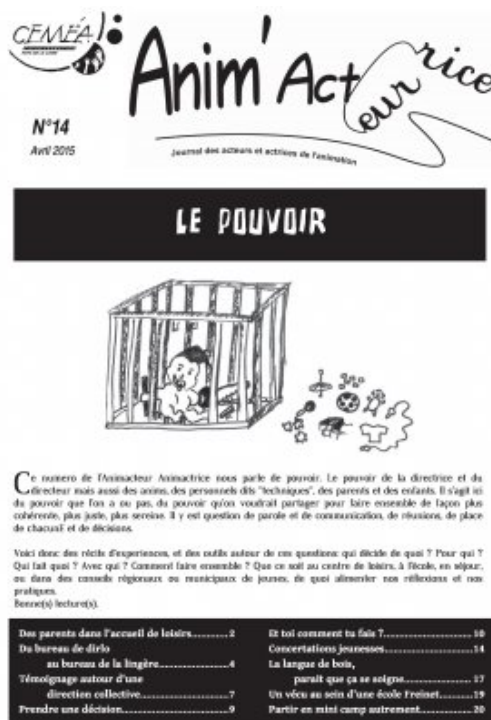 CEMÉA
PAYS DE LA LOIRE
Anim'Acteurrice
N°14
Avril 2015
Journal des acteurs et actrices de l'animation
LE POUVOIR
Ce numero de l'Animacteur Animactrice nous parle de pouvoir. Le pouvoir de la directrice et du
directeur mais aussi des anims, des personnels dits "techniques", des parents et des enfants. Il s'agit ici
du pouvoir que l'on a ou pas, du pouvoir qu'on voudrait partager pour faire ensemble de façon plus
cohérente, plus juste, plus sereine. Il y est question de parole et de communication, de réunions, de place
de chacunE et de décisions.
Voici donc des récits d'experiences, et des outils autour de ces questions: qui décide de quoi ? Pour qui ?
Qui fait quoi ? Avec qui ? Comment faire ensemble ? Que ce soit au centre de loisirs, à l'école, en séjour,
ou dans des conseils régionaux ou municipaux de jeunes, de quoi alimenter nos réflexions et nos
pratiques.
Bonne(s) lecture(s).
Des parents dans l'accueil de loisirs.............2
Du bureau de dirlo
au bureau de la lingère.............4
Témoignage autour d'une
direction collective.............7
Prendre une décision.............9
Et toi comment tu fais ?.............10
Concertations jeunesses.............14
La langue de bois,
parait que ça se soigne.............17
Un vécu au sein d'une école Freinet.............19
Partir en mini camp autrement.............20